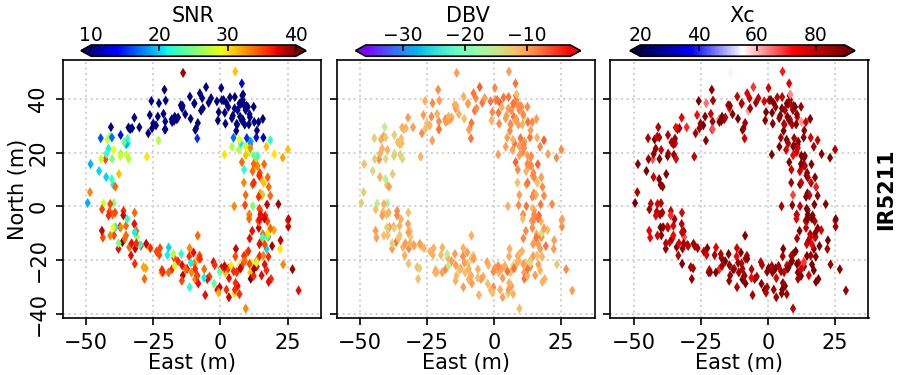 SNR DBV Xc
10 20 30 40 −30 −20 −10 20 40 60 80
North (m)
40
20
0
−20
−40
−50 −25 0 25 −50 −25 0 25 −50 −25 0 25
East (m) East (m) East (m)
IR5211